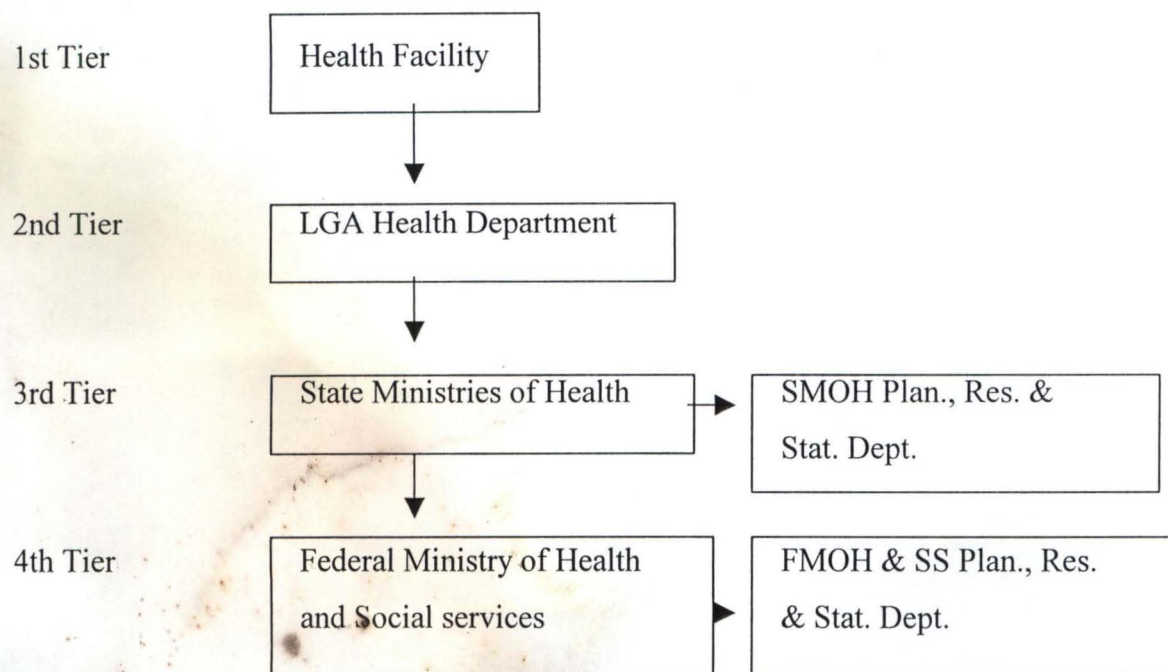 1st Tier
Health Facility
2nd Tier
LGA Health Department
3rd Tier
State Ministries of Health
SMOH Plan., Res. &
Stat. Dept.
4th Tier
Federal Ministry of Health
and Social services
FMOH & SS Plan., Res.
& Stat. Dept.